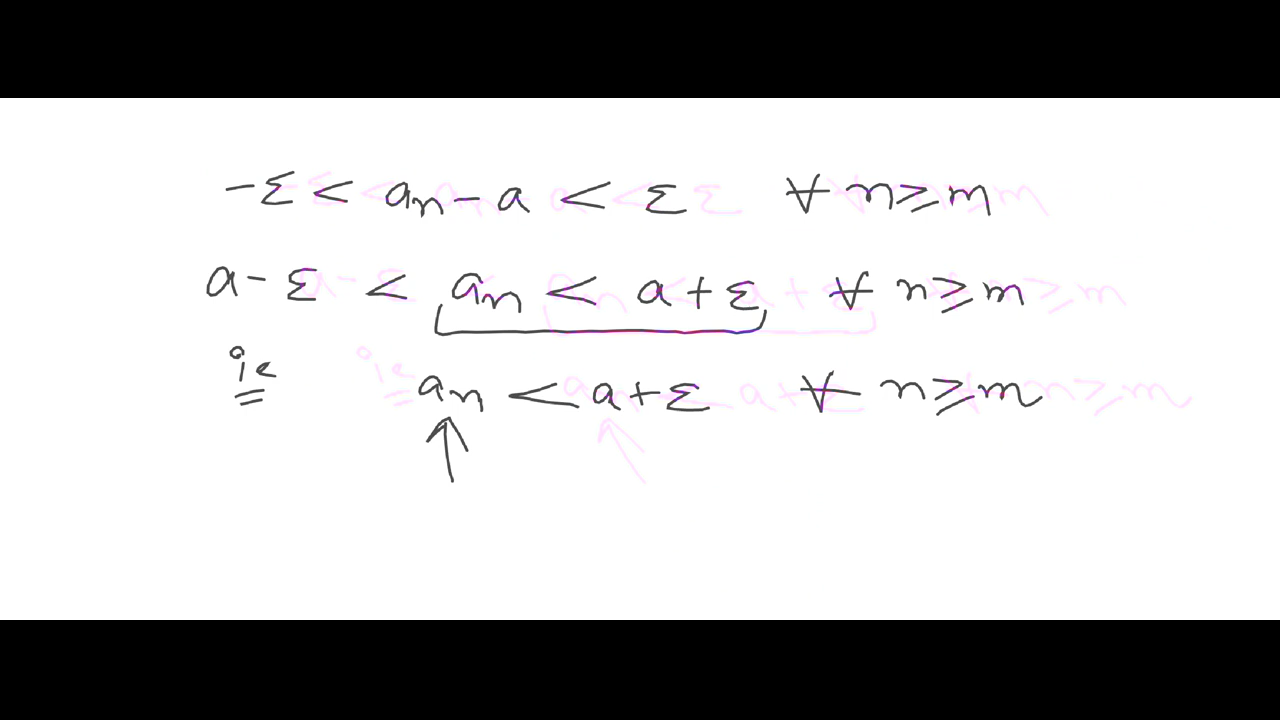 -ε < aₙ - a < ε ∀ n ≥ m
a - ε < aₙ < a + ε ∀ n ≥ m
ie aₙ < a + ε ∀ n ≥ m